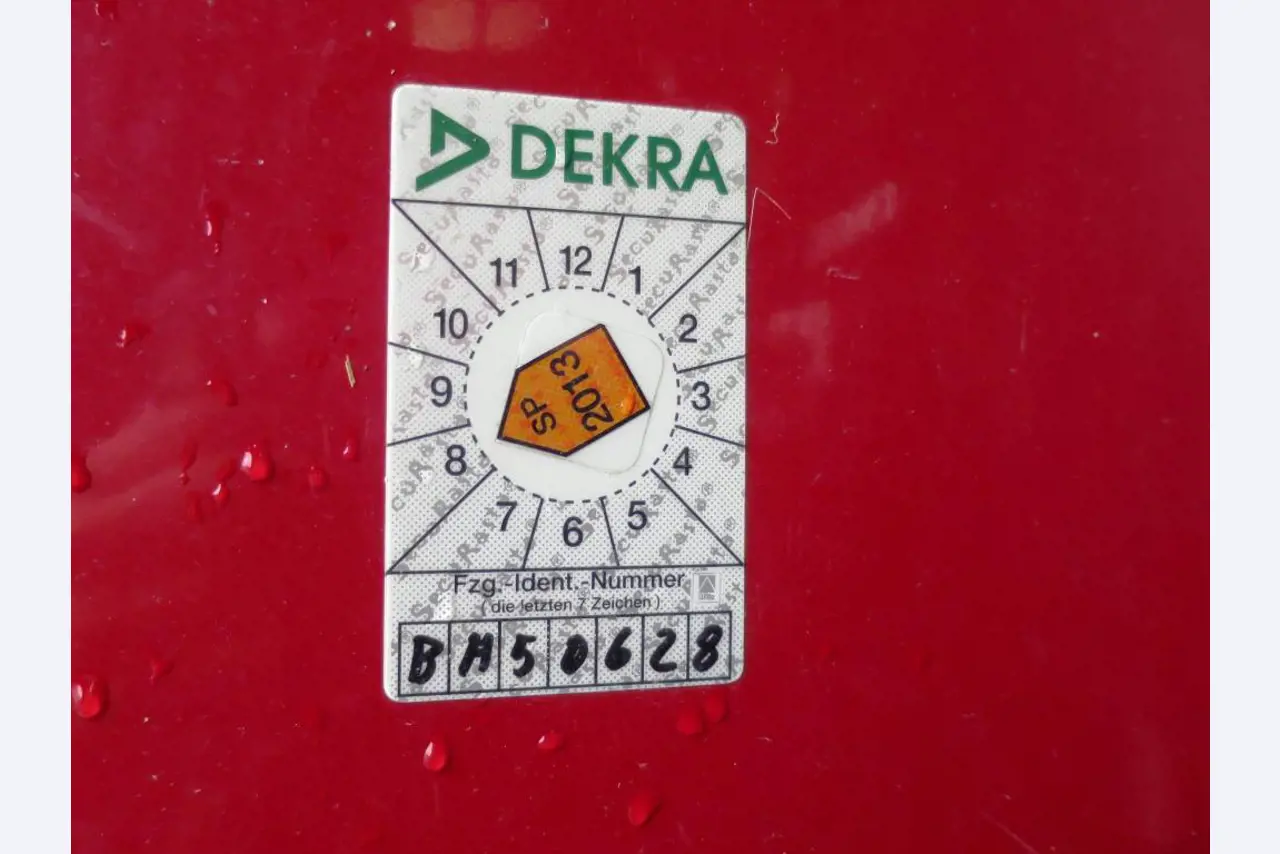 DEKRA
11 12 1
10 2
9 3
8 4
7 6 5
SP
2013
Fzg.-Ident.-Nummer
( die letzten 7 Zeichen )